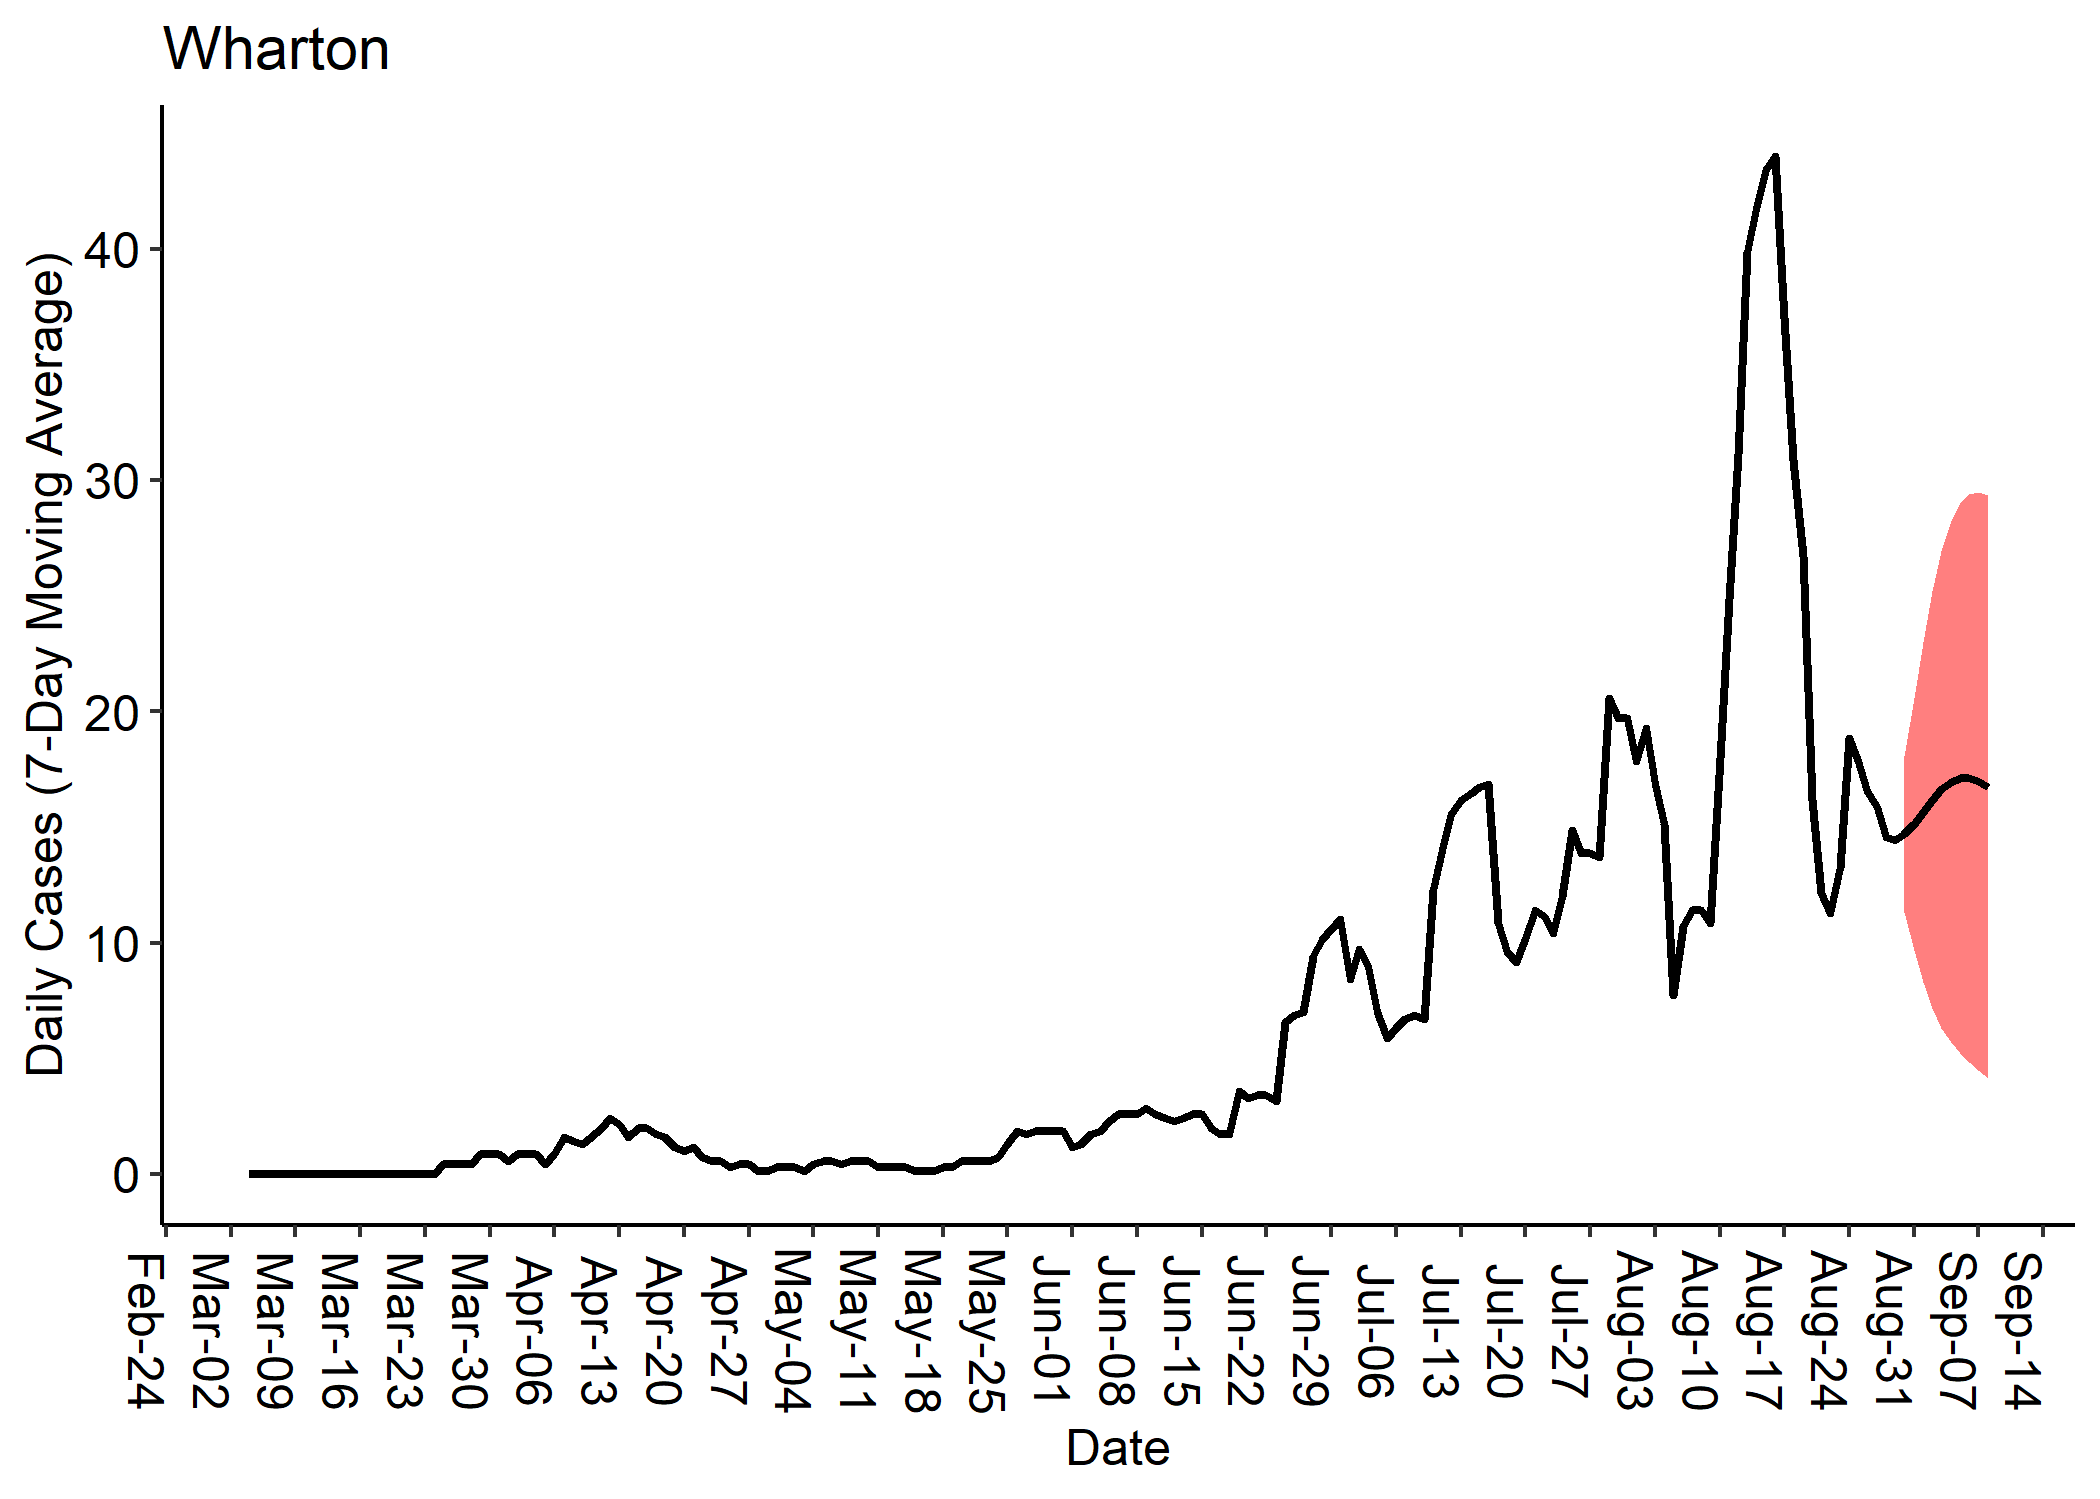 Wharton
Daily Cases (7-Day Moving Average)
40
30
20
10
0
Feb-24
Mar-02
Mar-09
Mar-16
Mar-23
Mar-30
Apr-06
Apr-13
Apr-20
Apr-27
May-04
May-11
May-18
May-25
Jun-01
Jun-08
Jun-15
Jun-22
Jun-29
Jul-06
Jul-13
Jul-20
Jul-27
Aug-03
Aug-10
Aug-17
Aug-24
Aug-31
Sep-07
Sep-14
Date